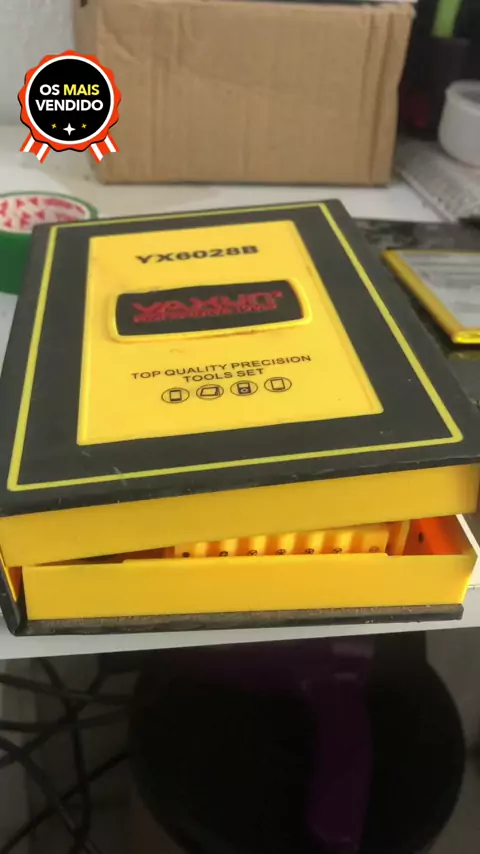 OS MAIS
VENDIDO
YX6028B
YAXUN
TOP QUALITY PRECISION
TOOLS SET